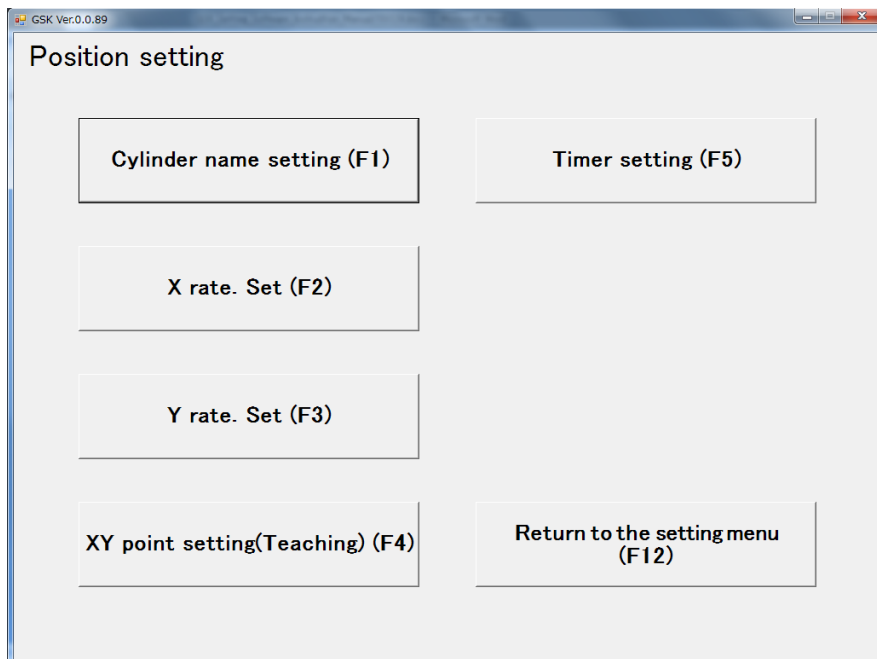 GSK Ver.0.0.89
Position setting
Cylinder name setting (F1)
Timer setting (F5)
X rate. Set (F2)
Y rate. Set (F3)
XY point setting(Teaching) (F4)
Return to the setting menu
(F12)